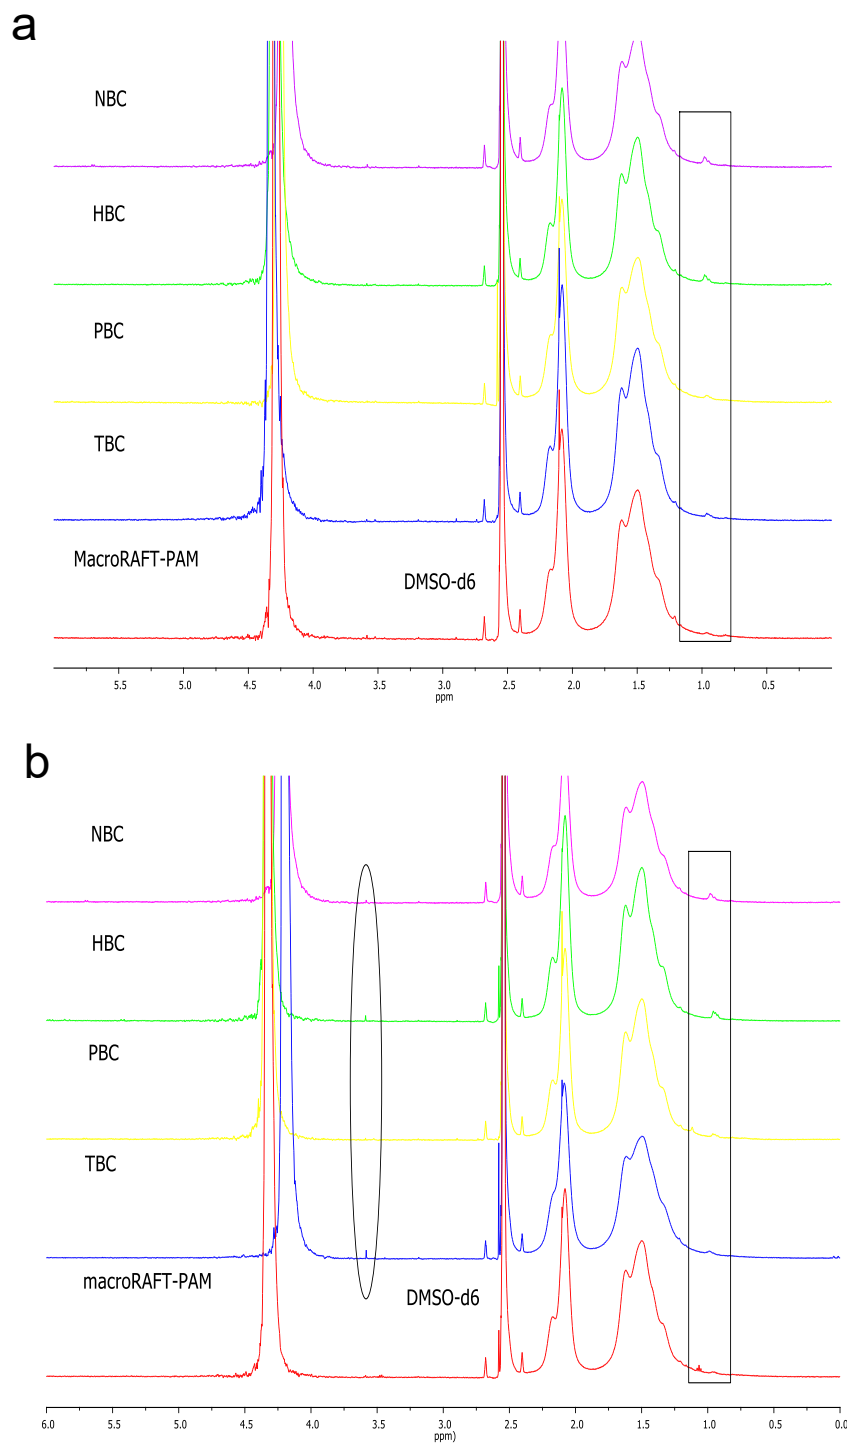 a
NBC
HBC
PBC
TBC
MacroRAFT-PAM
DMSO-d6
5.5 5.0 4.5 4.0 3.5 3.0 2.5 2.0 1.5 1.0 0.5
ppm
b
NBC
HBC
PBC
TBC
macroRAFT-PAM
DMSO-d6
6.0 5.5 5.0 4.5 4.0 3.5 3.0 2.5 2.0 1.5 1.0 0.5 0.0
ppm)